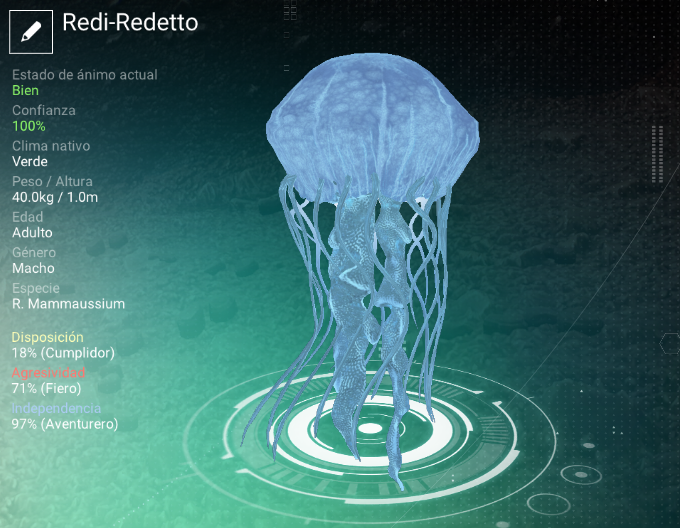 Redi-Redetto
Estado de ánimo actual
Bien
Confianza
100%
Clima nativo
Verde
Peso / Altura
40.0kg / 1.0m
Edad
Adulto
Género
Macho
Especie
R. Mammaussium
Disposición
18% (Cumplidor)
Agresividad
71% (Fiero)
Independencia
97% (Aventurero)